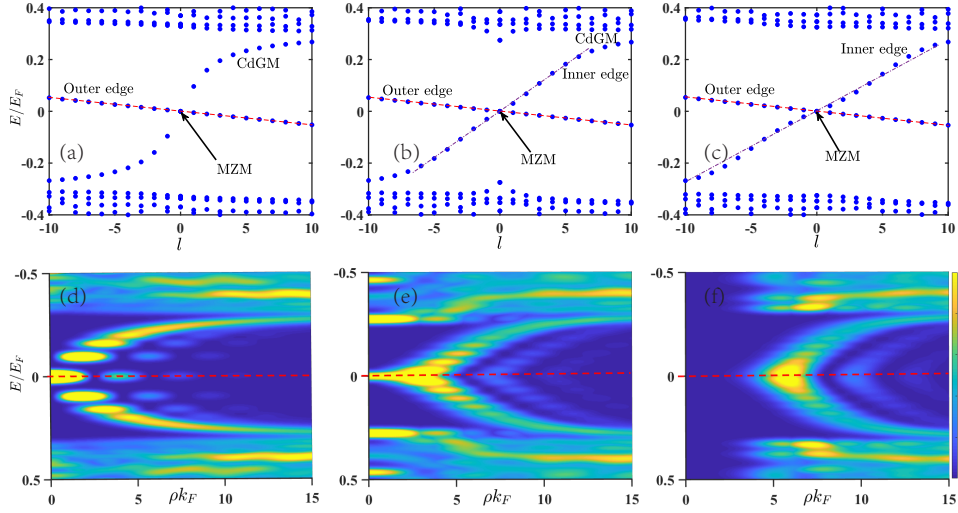 0.4
0.2
0
-0.2
-0.4
E/E_F
CdGM
Outer edge
MZM
(a)
-10
-5
0
5
10
l
0.4
0.2
0
-0.2
-0.4
CdGM
Inner edge
Outer edge
MZM
(b)
-10
-5
0
5
10
l
0.4
0.2
0
-0.2
-0.4
Inner edge
Outer edge
MZM
(c)
-10
-5
0
5
10
l
-0.5
0
0.5
E/E_F
(d)
0
5
10
15
ρk_F
-0.5
0
0.5
(e)
0
5
10
15
ρk_F
-0.5
0
0.5
(f)
0
5
10
15
ρk_F